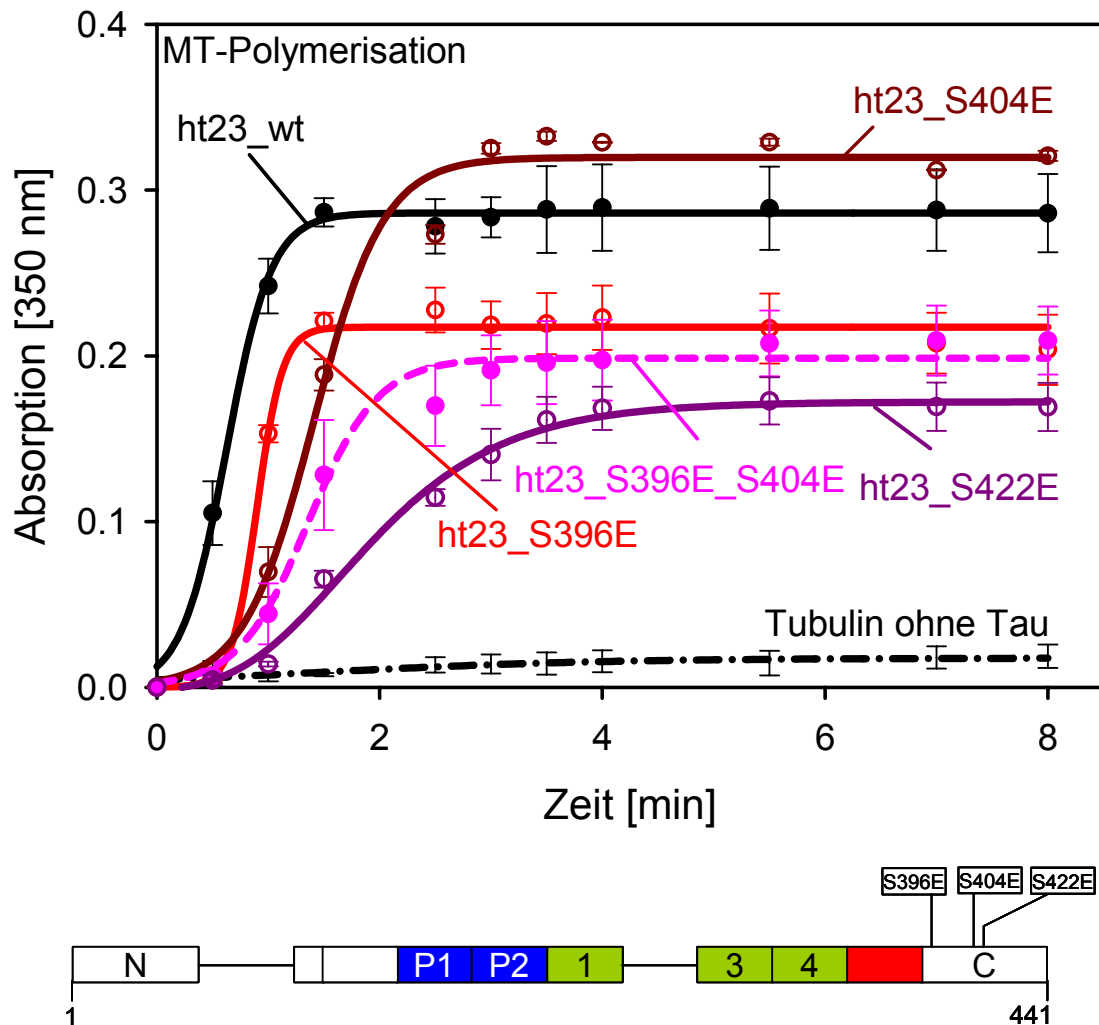 0.4
MT-Polymerisation
ht23_S404E
ht23_wt
0.3
0.2
ht23_S396E_S404E
ht23_S422E
ht23_S396E
0.1
Tubulin ohne Tau
0.0
Absorption [350 nm]
0 2 4 6 8
Zeit [min]
S396E S404E S422E
N P1 P2 1 3 4 C
1 441